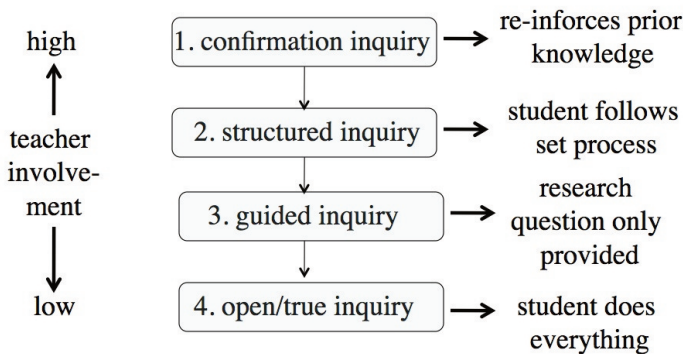 high
teacher
involve-
ment
low
1. confirmation inquiry
re-inforces prior
knowledge
2. structured inquiry
student follows
set process
3. guided inquiry
research
question only
provided
4. open/true inquiry
student does
everything